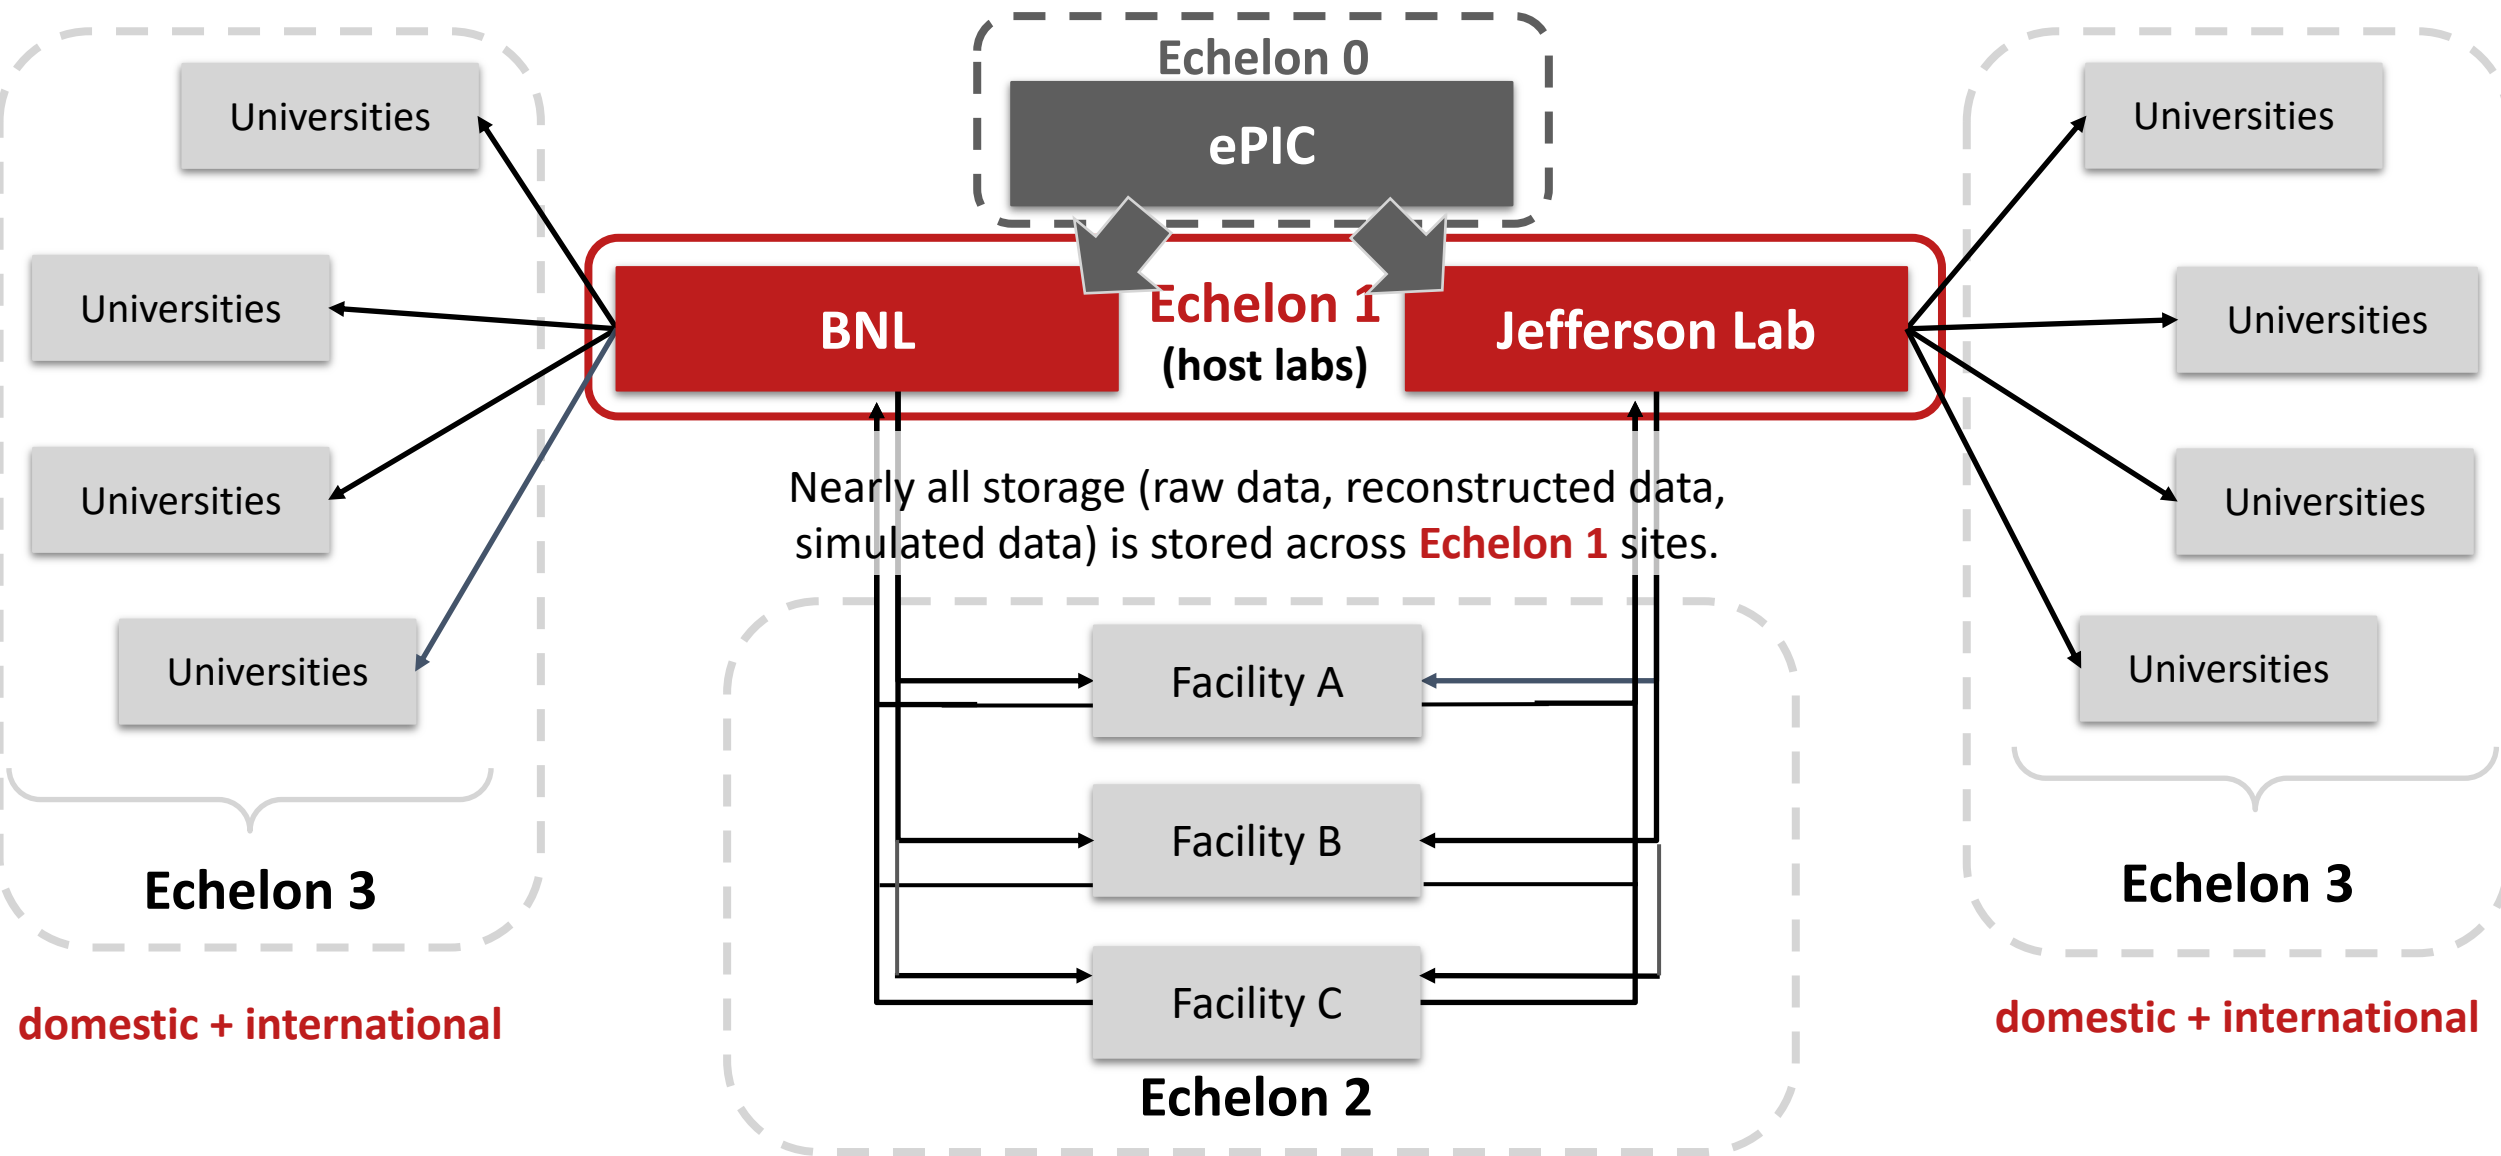 Echelon 0
ePIC
Universities
Universities
Universities
Universities
Echelon 3
domestic + international
BNL
Echelon 1
(host labs)
Jefferson Lab
Nearly all storage (raw data, reconstructed data,
simulated data) is stored across Echelon 1 sites.
Facility A
Facility B
Facility C
Echelon 2
Universities
Universities
Universities
Universities
Echelon 3
domestic + international